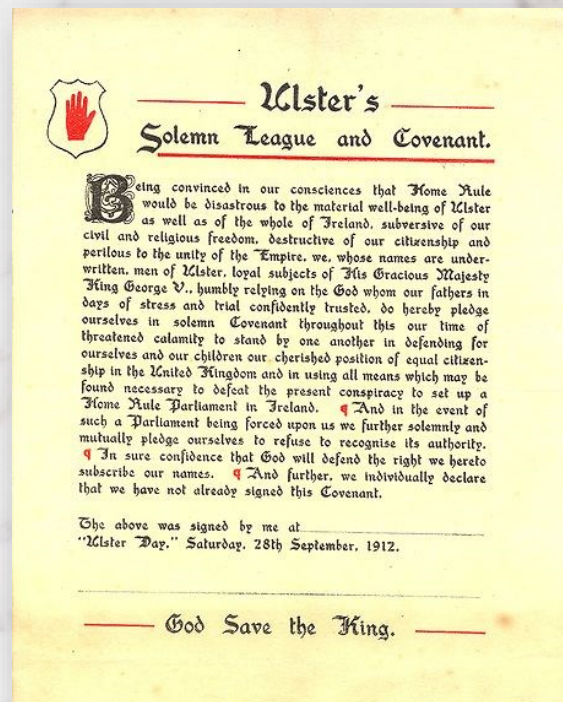 Ulster's
Solemn League and Covenant.
Being convinced in our consciences that Home Rule
would be disastrous to the material well-being of Ulster
as well as of the whole of Ireland, subversive of our
civil and religious freedom, destructive of our citizenship and
perilous to the unity of the Empire, we, whose names are under-
written, men of Ulster, loyal subjects of His Gracious Majesty
King George V., humbly relying on the God whom our fathers in
days of stress and trial confidently trusted, do hereby pledge
ourselves in solemn Covenant throughout this our time of
threatened calamity to stand by one another in defending for
ourselves and our children our cherished position of equal citizen-
ship in the United Kingdom and in using all means which may be
found necessary to defeat the present conspiracy to set up a
Home Rule Parliament in Ireland. ¶ And in the event of
such a Parliament being forced upon us we further solemnly and
mutually pledge ourselves to refuse to recognise its authority.
¶ In sure confidence that God will defend the right we hereto
subscribe our names. ¶ And further, we individually declare
that we have not already signed this Covenant.
The above was signed by me at
"Ulster Day," Saturday, 28th September, 1912.
God Save the King.